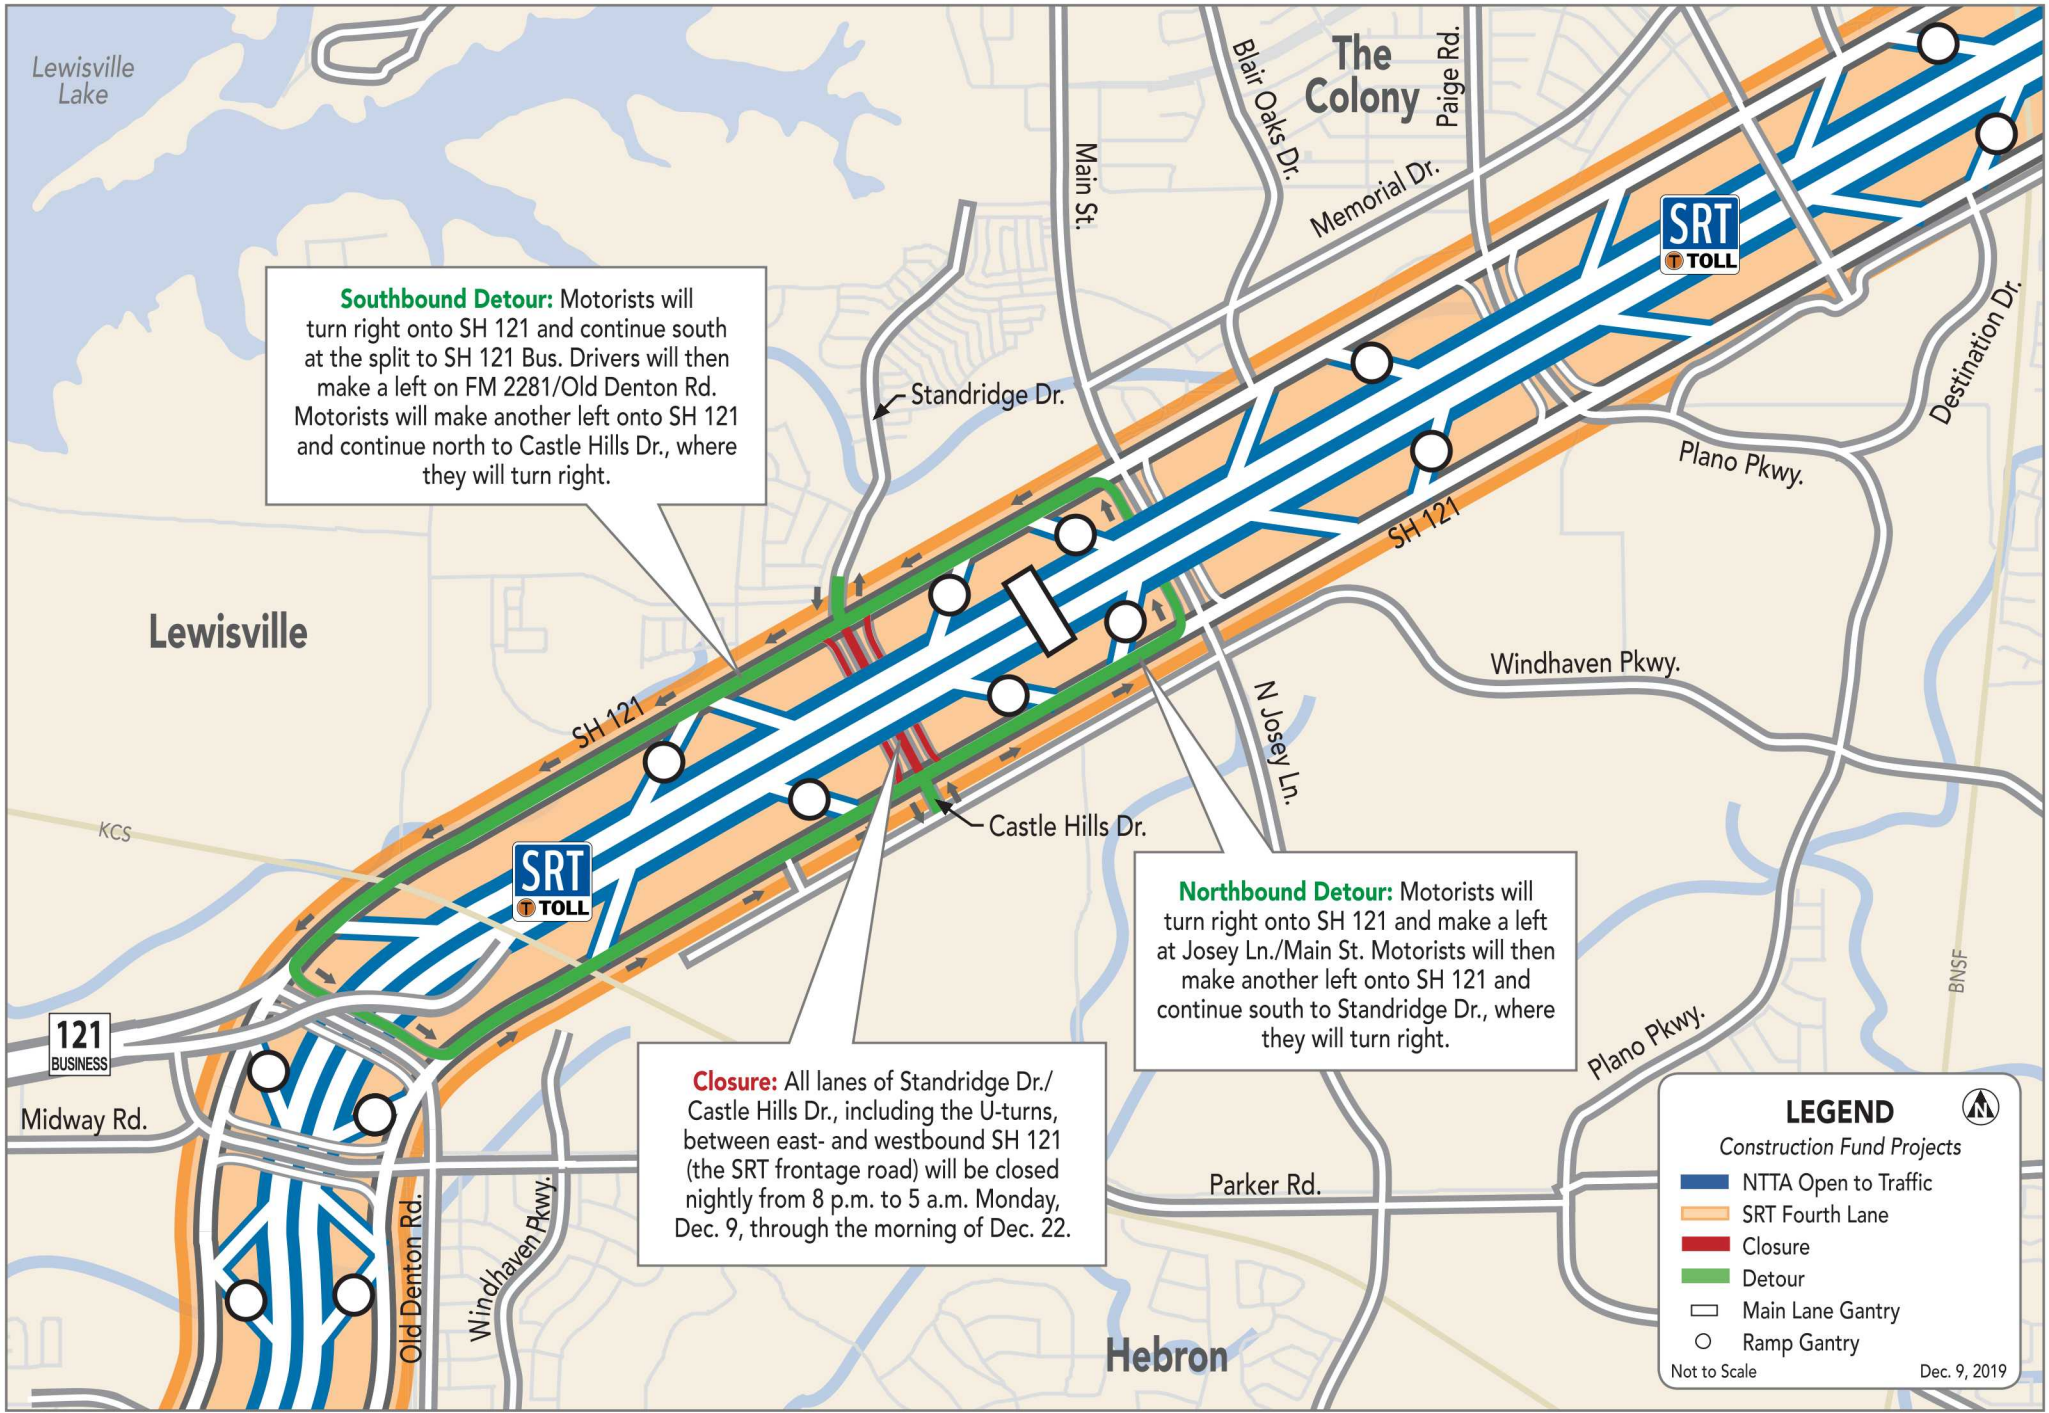 Lewisville
Lake
The
Colony
Main St.
Blair Oaks Dr.
Paige Rd.
Memorial Dr.
SRT
T TOLL
Destination Dr.
Plano Pkwy.
Southbound Detour: Motorists will
turn right onto SH 121 and continue south
at the split to SH 121 Bus. Drivers will then
make a left on FM 2281/Old Denton Rd.
Motorists will make another left onto SH 121
and continue north to Castle Hills Dr., where
they will turn right.
Standridge Dr.
SH 121
Lewisville
SH 121
Windhaven Pkwy.
N Josey Ln.
KCS
SRT
T TOLL
Castle Hills Dr.
Northbound Detour: Motorists will
turn right onto SH 121 and make a left
at Josey Ln./Main St. Motorists will then
make another left onto SH 121 and
continue south to Standridge Dr., where
they will turn right.
BNSF
121
BUSINESS
Midway Rd.
Closure: All lanes of Standridge Dr./
Castle Hills Dr., including the U-turns,
between east- and westbound SH 121
(the SRT frontage road) will be closed
nightly from 8 p.m. to 5 a.m. Monday,
Dec. 9, through the morning of Dec. 22.
Plano Pkwy.
Parker Rd.
Old Denton Rd.
Windhaven Pkwy.
Hebron
LEGEND
N
Construction Fund Projects
NTTA Open to Traffic
SRT Fourth Lane
Closure
Detour
Main Lane Gantry
Ramp Gantry
Not to Scale
Dec. 9, 2019